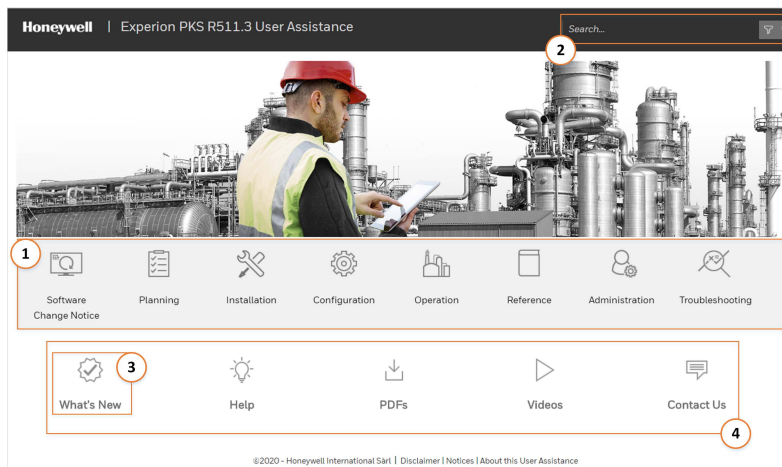 Honeywell | Experion PKS R511.3 User Assistance
Search...
2
1
Software Change Notice
Planning
Installation
Configuration
Operation
Reference
Administration
Troubleshooting
3
What's New
Help
PDFs
Videos
Contact Us
4
©2020 - Honeywell International Sàrl | Disclaimer | Notices | About this User Assistance